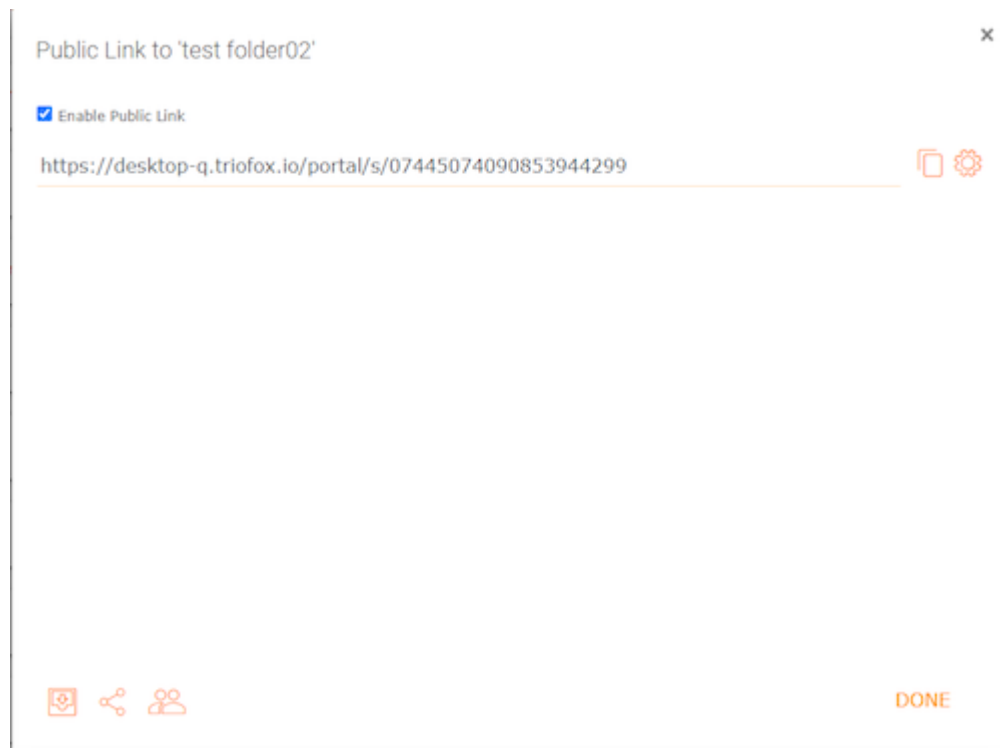 Public Link to 'test folder02'
Enable Public Link
https://desktop-q.triofox.io/portal/s/07445074090853944299
DONE